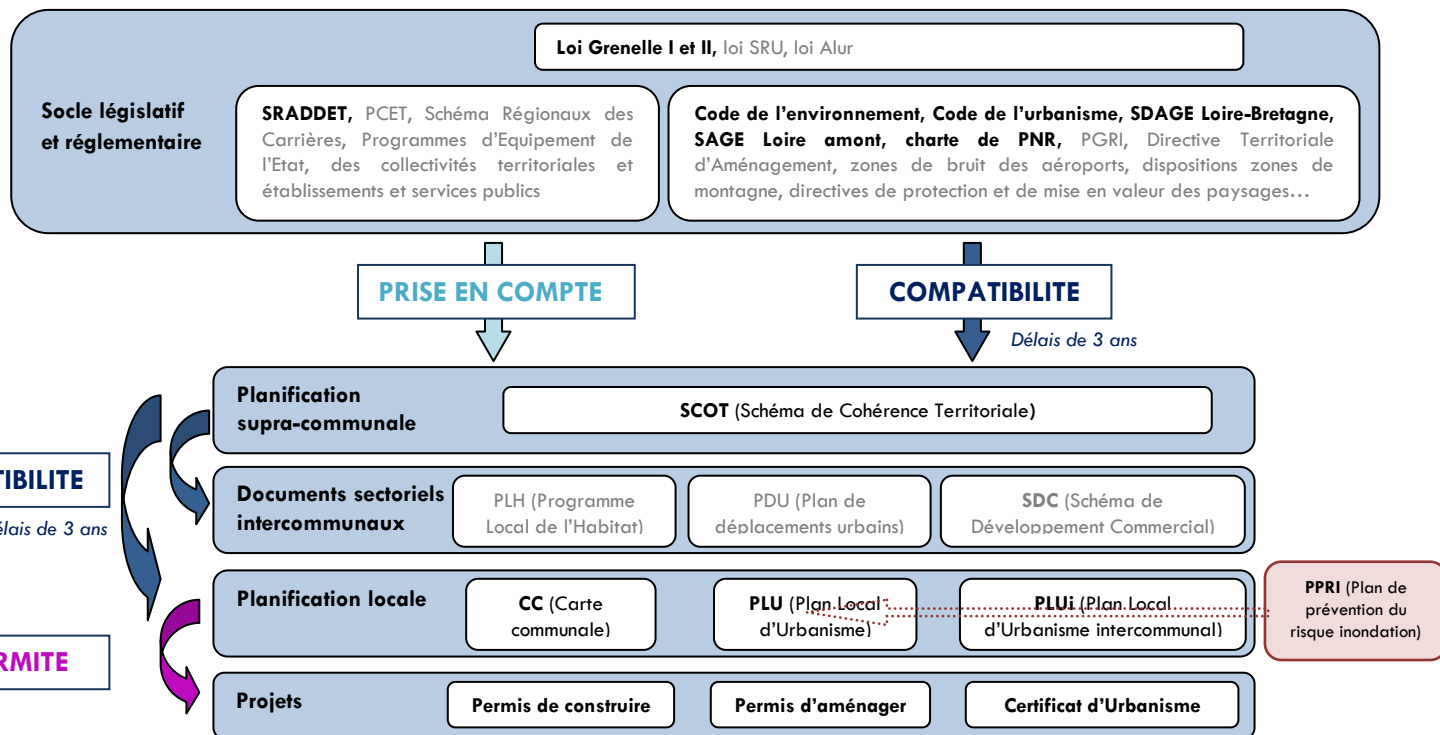 Loi Grenelle I et II, loi SRU, loi Alur
Socle législatif
et réglementaire
SRADDET, PCET, Schéma Régionaux des
Carrières, Programmes d'Equipement de
l'Etat, des collectivités territoriales et
établissements et services publics
Code de l'environnement, Code de l'urbanisme, SDAGE Loire-Bretagne,
SAGE Loire amont, charte de PNR, PGRI, Directive Territoriale
d'Aménagement, zones de bruit des aéroports, dispositions zones de
montagne, directives de protection et de mise en valeur des paysages…
PRISE EN COMPTE
COMPATIBILITE
Délais de 3 ans
Planification
supra-communale
SCOT (Schéma de Cohérence Territoriale)
TIBILITE
élais de 3 ans
Documents sectoriels
intercommunaux
PLH (Programme
Local de l'Habitat)
PDU (Plan de
déplacements urbains)
SDC (Schéma de
Développement Commercial)
Planification locale
CC (Carte
communale)
PLU (Plan Local
d'Urbanisme)
PLUi (Plan Local
d'Urbanisme intercommunal)
PPRI (Plan de
prévention du
risque inondation)
RMITE
Projets
Permis de construire
Permis d'aménager
Certificat d'Urbanisme